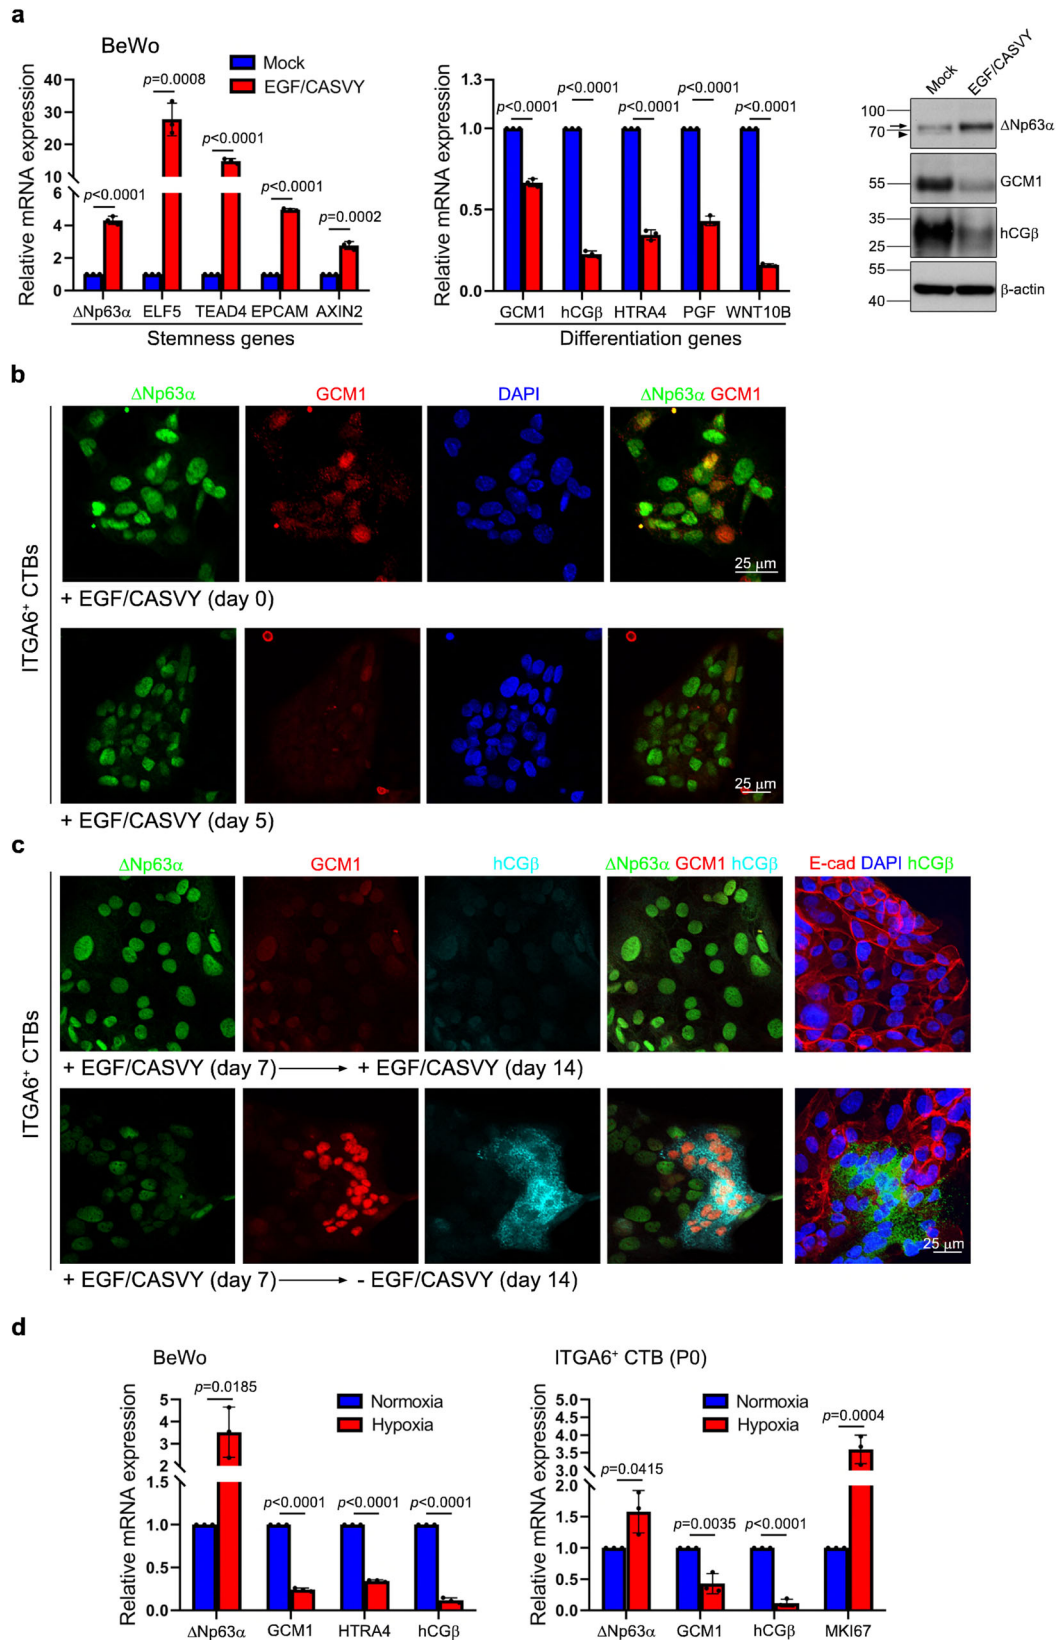 a
BeWo
Mock
EGF/CASVY
Relative mRNA expression
40
30
20
10
6
4
2
0
p<0.0001
p=0.0008
p<0.0001
p<0.0001
p=0.0002
ΔNp63α ELF5 TEAD4 EPCAM AXIN2
Stemness genes
Relative mRNA expression
1.3
1.0
0.5
0.0
p<0.0001
p<0.0001
p<0.0001
p<0.0001
p<0.0001
GCM1 hCGβ HTRA4 PGF WNT10B
Differentiation genes
Mock
EGF/CASVY
100
70
ΔNp63α
55
GCM1
35
25
hCGβ
55
40
β-actin
b
ΔNp63α GCM1 DAPI ΔNp63α GCM1
ITGA6+ CTBs
25 μm
+ EGF/CASVY (day 0)
25 μm
+ EGF/CASVY (day 5)
c
ΔNp63α GCM1 hCGβ ΔNp63α GCM1 hCGβ E-cad DAPI hCGβ
ITGA6+ CTBs
+ EGF/CASVY (day 7) → + EGF/CASVY (day 14)
25 μm
+ EGF/CASVY (day 7) → - EGF/CASVY (day 14)
d
BeWo
Normoxia
Hypoxia
Relative mRNA expression
5
4
3
2
1.5
1.0
0.5
0.0
p=0.0185
p<0.0001
p<0.0001
p<0.0001
ΔNp63α GCM1 HTRA4 hCGβ
ITGA6+ CTB (P0)
Normoxia
Hypoxia
Relative mRNA expression
5.0
4.5
4.0
3.5
3.0
2.0
1.5
1.0
0.5
0.0
p=0.0415
p=0.0035
p<0.0001
p=0.0004
ΔNp63α GCM1 hCGβ MKI67